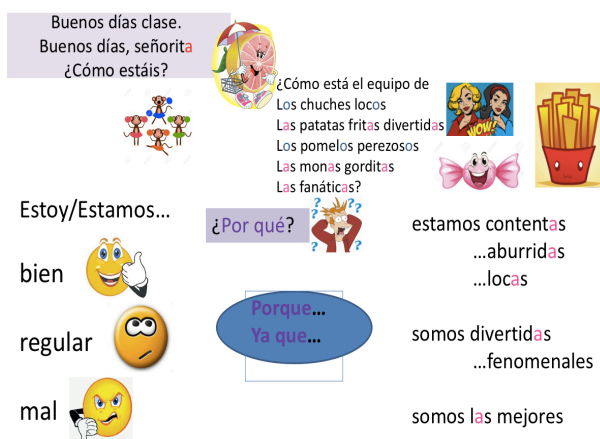 Buenos días clase.
Buenos días, señorita
¿Cómo estáis?
¿Cómo está el equipo de
Los chuches locos
Las patatas fritas divertidas
Los pomelos perezosos
Las monas gorditas
Las fanáticas?
WOW!
Estoy/Estamos...
bien
regular
mal
¿Por qué?
Porque...
Ya que...
estamos contentas
...aburridas
...locas
somos divertidas
...fenomenales
somos las mejores